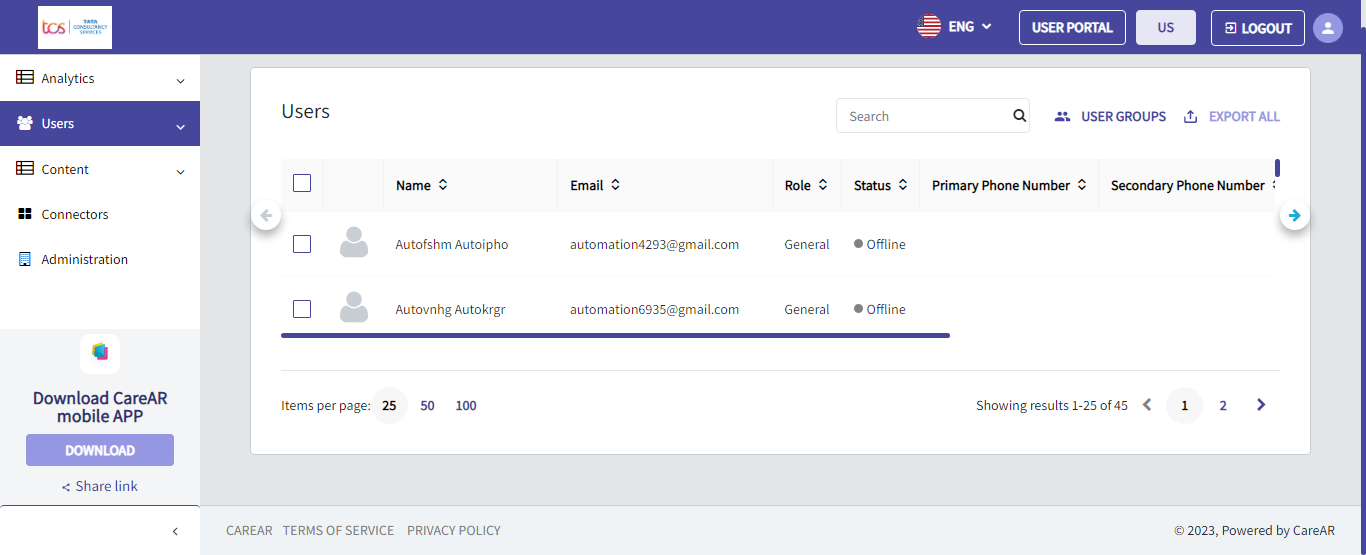 tcs TATA CONSULTANCY SERVICES
ENG USER PORTAL US LOGOUT
Analytics
Users
Content
Connectors
Administration
Download CareAR
mobile APP
DOWNLOAD
Share link
Users
Search USER GROUPS EXPORT ALL
Name Email Role Status Primary Phone Number Secondary Phone Number
Autofshm Autoipho automation4293@gmail.com General Offline
Autovnhg Autokrgr automation6935@gmail.com General Offline
Items per page: 25 50 100 Showing results 1-25 of 45 1 2
CAREAR TERMS OF SERVICE PRIVACY POLICY © 2023, Powered by CareAR